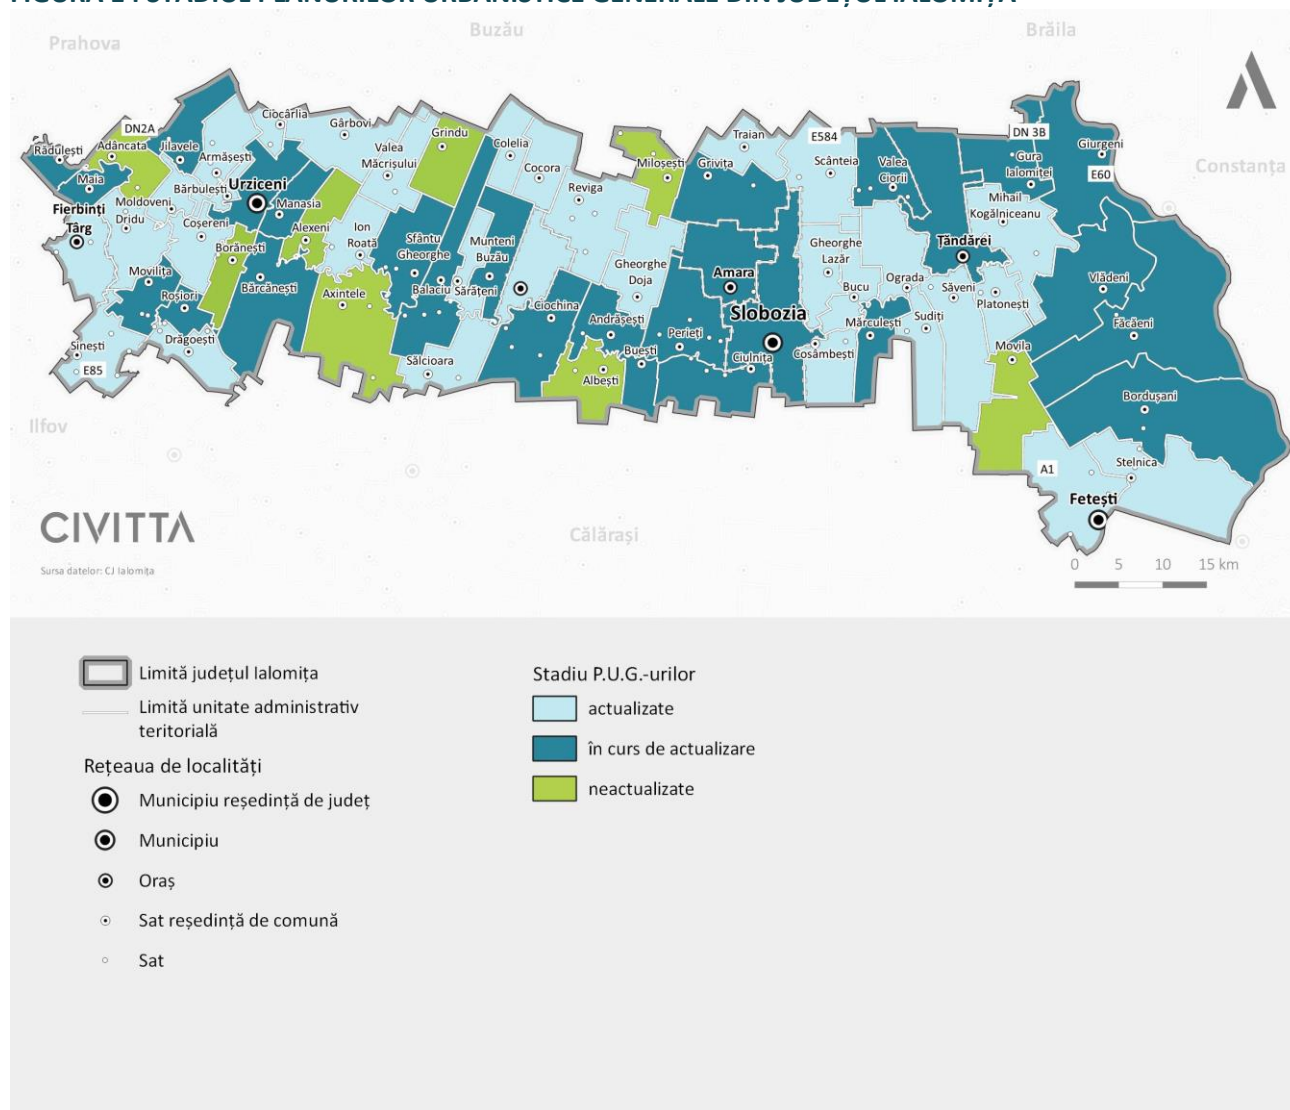 Prahova
Buzău
Brăila
Constanța
Ilfov
Călărași
DN2A
E584
DN 3B
E60
E85
A1
Rădulești
Adâncata
Jilavele
Maia
Armășești
Ciocârlia
Gârbovi
Valea
Măcrișului
Grindu
Colelia
Cocora
Reviga
Milosești
Grivița
Traian
Scânteia
Valea
Ciorii
Gura
Ialomiței
Giurgeni
Mihail
Kogălniceanu
Fierbinți
Târg
Moldoveni
Dridu
Bărbulești
Urziceni
Manasia
Coșereni
Alexeni
Ion
Roată
Sfântu
Gheorghe
Munteni
Buzău
Gheorghe
Doja
Gheorghe
Lazăr
Țăndărei
Movilița
Roșiori
Borănești
Bărcănești
Axintele
Balaciu
Sărățeni
Ciochina
Andrășești
Amara
Slobozia
Bucu
Ograda
Săveni
Platonești
Vlădeni
Făcăeni
Sinești
Drăgoești
Sălcioara
Albești
Buești
Perieți
Ciulnița
Cosâmbești
Mărculești
Sudiți
Movila
Bordușani
Stelnica
Fetești
CIVITTA
Sursa datelor: CJ Ialomița
0 5 10 15 km
Limită județul Ialomița
Limită unitate administrativ
teritorială
Rețeaua de localități
Municipiu reședință de județ
Municipiu
Oraș
Sat reședință de comună
Sat
Stadiu P.U.G.-urilor
actualizate
în curs de actualizare
neactualizate